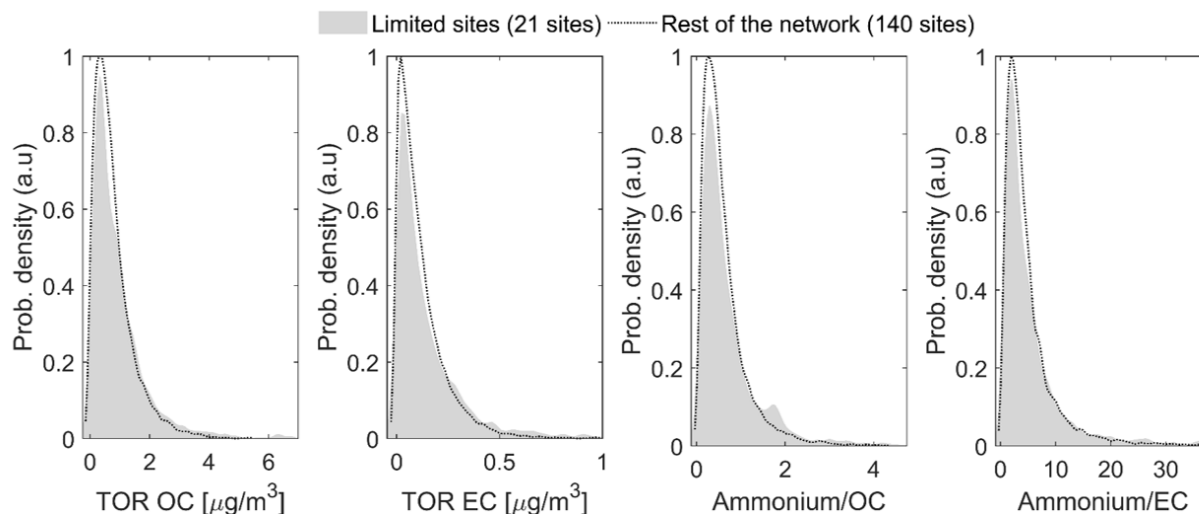 Limited sites (21 sites) Rest of the network (140 sites)
Prob. density (a.u)
1
0.8
0.6
0.4
0.2
0
0 2 4 6
TOR OC [μg/m³]
Prob. density (a.u)
1
0.8
0.6
0.4
0.2
0
0 0.5 1
TOR EC [μg/m³]
Prob. density (a.u)
1
0.8
0.6
0.4
0.2
0
0 2 4
Ammonium/OC
Prob. density (a.u)
1
0.8
0.6
0.4
0.2
0
0 10 20 30
Ammonium/EC